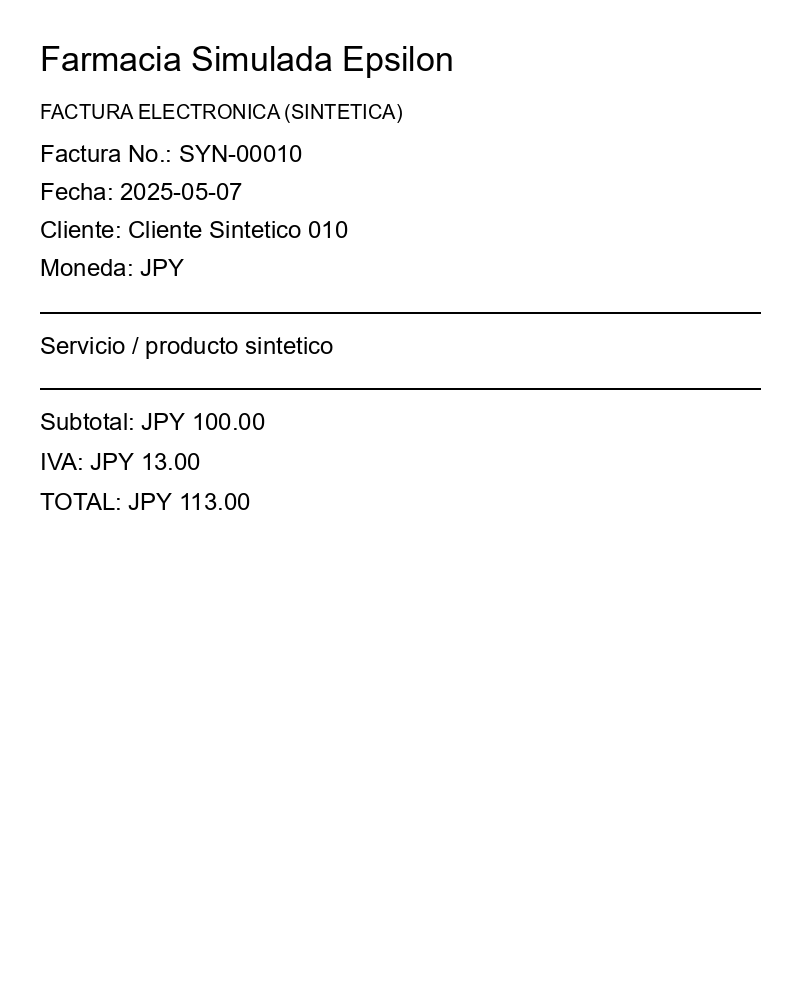 Farmacia Simulada Epsilon
FACTURA ELECTRONICA (SINTETICA)
Factura No.: SYN-00010
Fecha: 2025-05-07
Cliente: Cliente Sintetico 010
Moneda: JPY
Servicio / producto sintetico
Subtotal: JPY 100.00
IVA: JPY 13.00
TOTAL: JPY 113.00